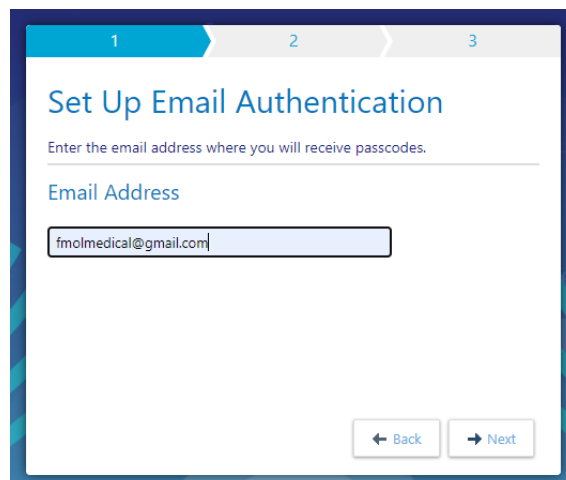 1 2 3
Set Up Email Authentication
Enter the email address where you will receive passcodes.
Email Address
fmolmedical@gmail.com
Back Next